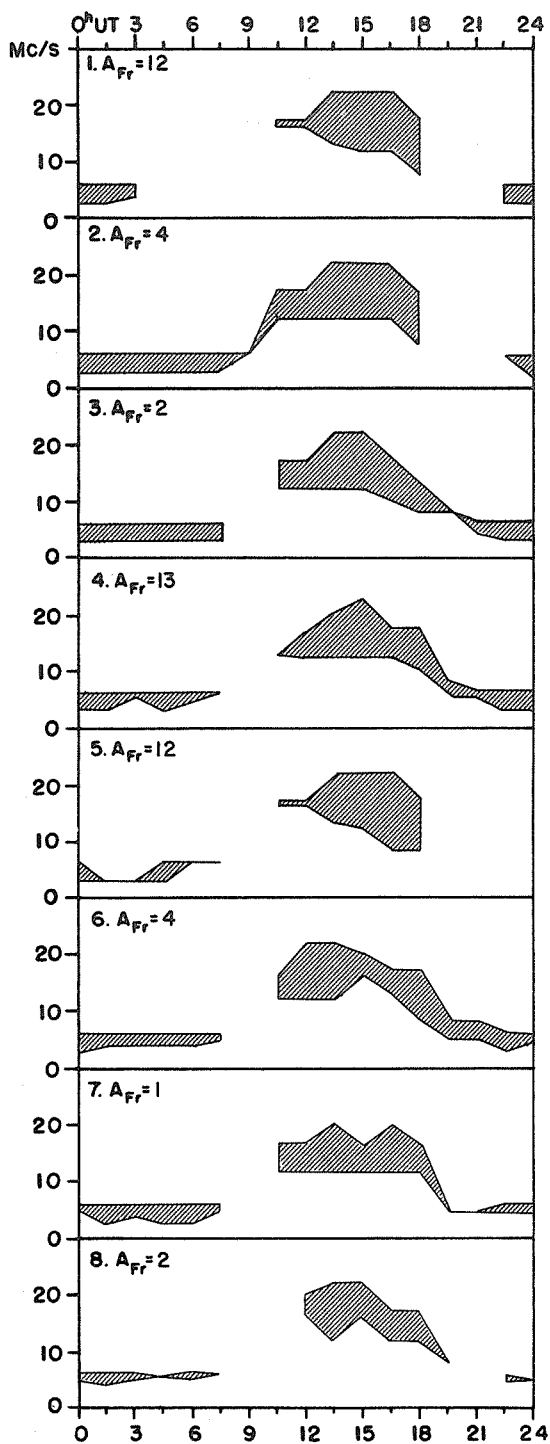 0ʰUT 3 6 9 12 15 18 21 24
Mc/s
1. A_Fr=12
20
10
0
2. A_Fr=4
20
10
0
3. A_Fr=2
20
10
0
4. A_Fr=13
20
10
0
5. A_Fr=12
20
10
0
6. A_Fr=4
20
10
0
7. A_Fr=1
20
10
0
8. A_Fr=2
20
10
0
0 3 6 9 12 15 18 21 24